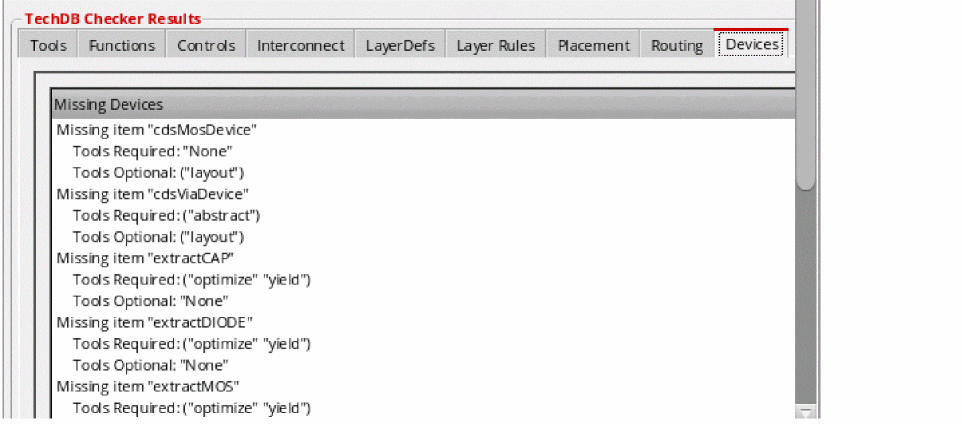 TechDB Checker Results
Tools Functions Controls Interconnect LayerDefs Layer Rules Placement Routing Devices
Missing Devices
Missing item "cdsMosDevice"
Tools Required: "None"
Tools Optional: ("layout")
Missing item "cdsViaDevice"
Tools Required: ("abstract")
Tools Optional: ("layout")
Missing item "extractCAP"
Tools Required: ("optimize" "yield")
Tools Optional: "None"
Missing item "extractDIODE"
Tools Required: ("optimize" "yield")
Tools Optional: "None"
Missing item "extractMOS"
Tools Required: ("optimize" "yield")